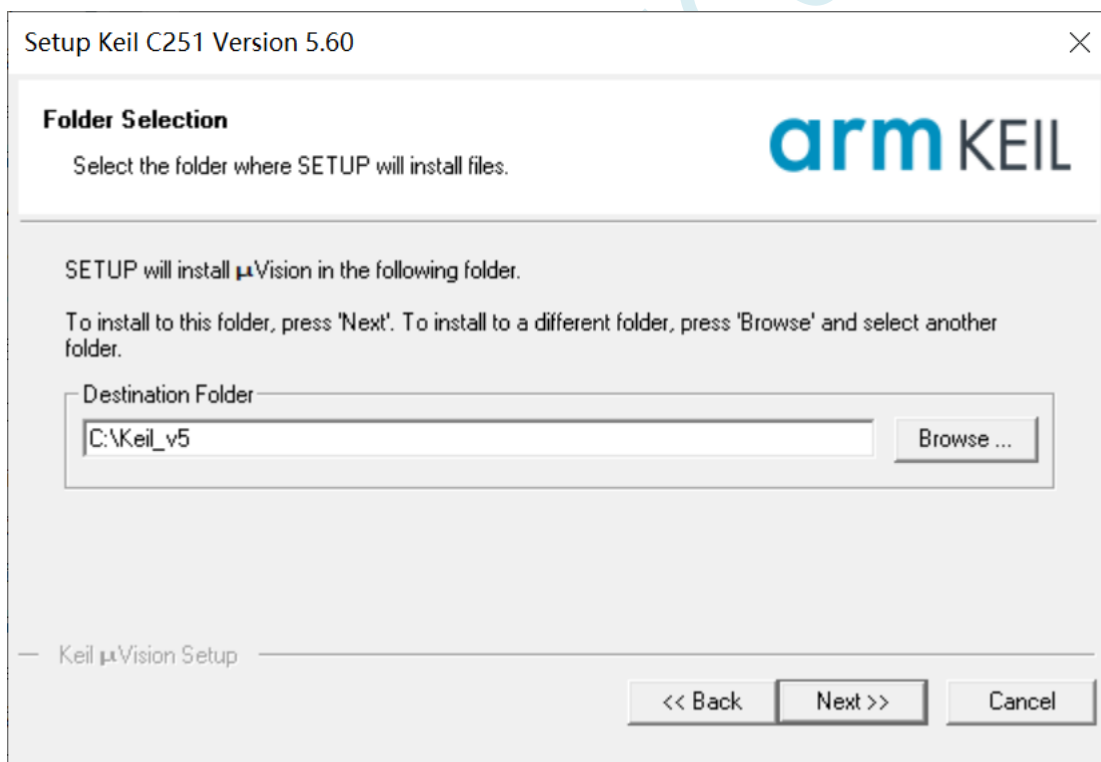 Setup Keil C251 Version 5.60
Folder Selection
Select the folder where SETUP will install files.
arm KEIL
SETUP will install µVision in the following folder.
To install to this folder, press 'Next'. To install to a different folder, press 'Browse' and select another
folder.
Destination Folder
C:\Keil_v5
Browse ...
Keil µVision Setup
<< Back
Next >>
Cancel